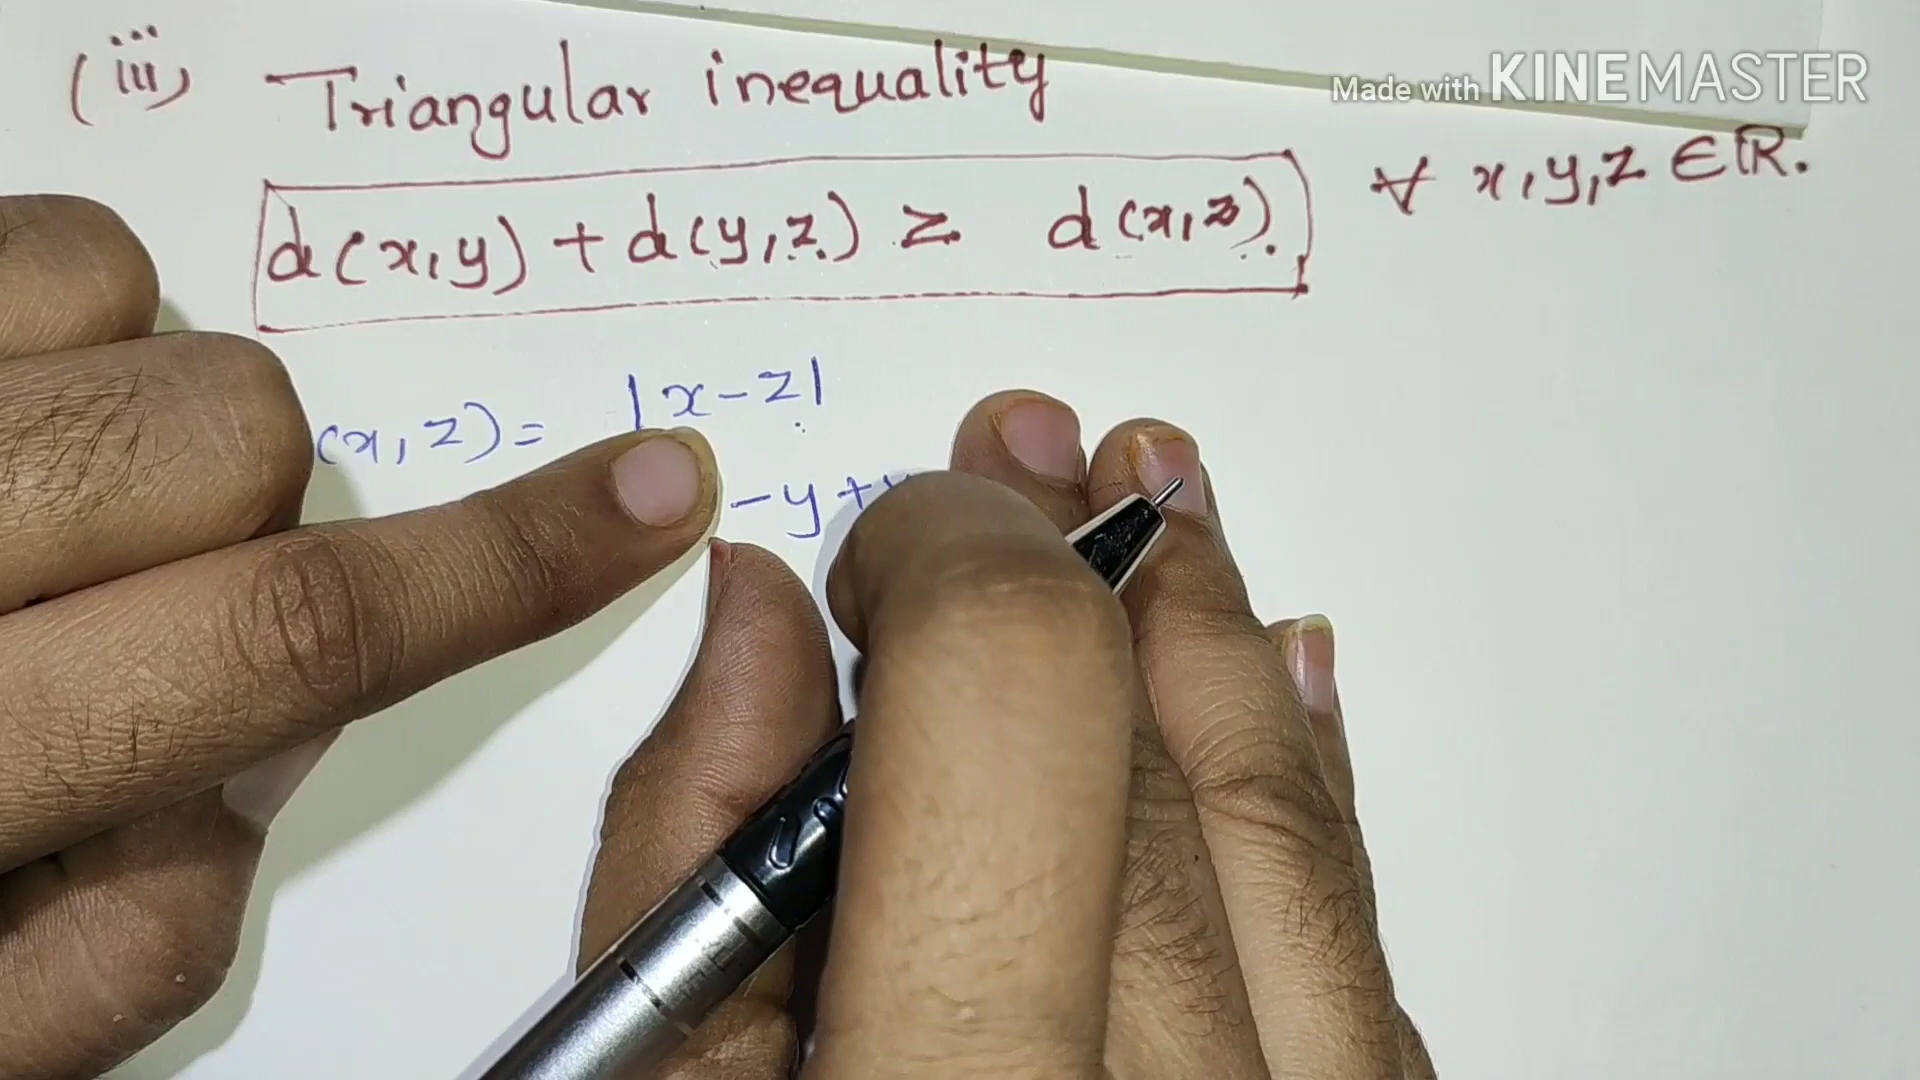 (iii) Triangular inequality
Made with KINEMASTER
d(x,y) + d(y,z) ≥ d(x,z). ∀ x,y,z ∈ ℝ.
(x,z) = |x-z|
-y+y